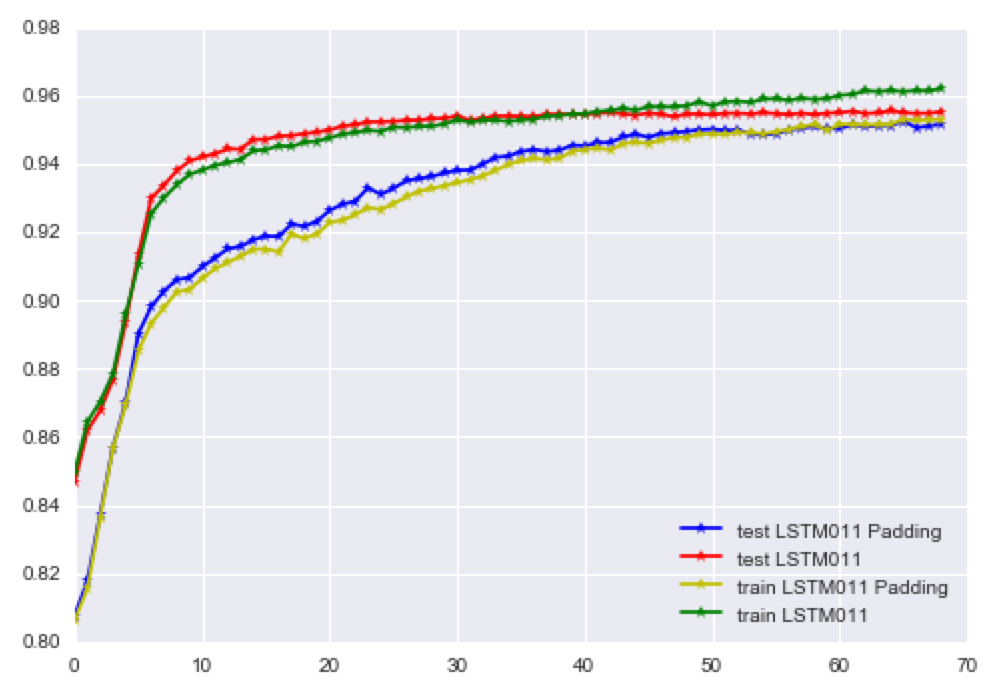 0.98
0.96
0.94
0.92
0.90
0.88
0.86
0.84
0.82
0.80
0 10 20 30 40 50 60 70
test LSTM011 Padding
test LSTM011
train LSTM011 Padding
train LSTM011